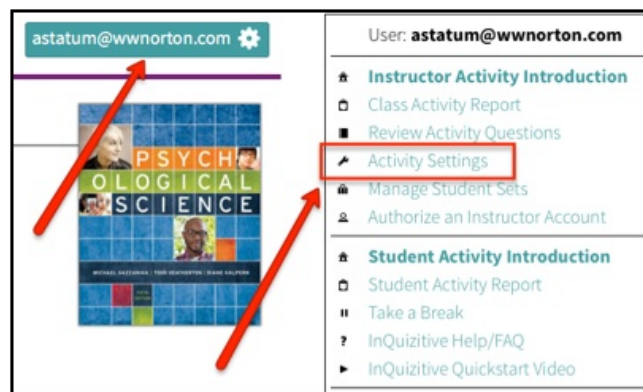 astatum@wwnorton.com
PSYCH
OLOGICAL
SCIENCE
MICHAEL GAZZANIGA | TODD HEATHERTON | DIANE HALPERN
FIFTH
EDITION
User: astatum@wwnorton.com
Instructor Activity Introduction
Class Activity Report
Review Activity Questions
Activity Settings
Manage Student Sets
Authorize an Instructor Account
Student Activity Introduction
Student Activity Report
Take a Break
InQuizitive Help/FAQ
InQuizitive Quickstart Video